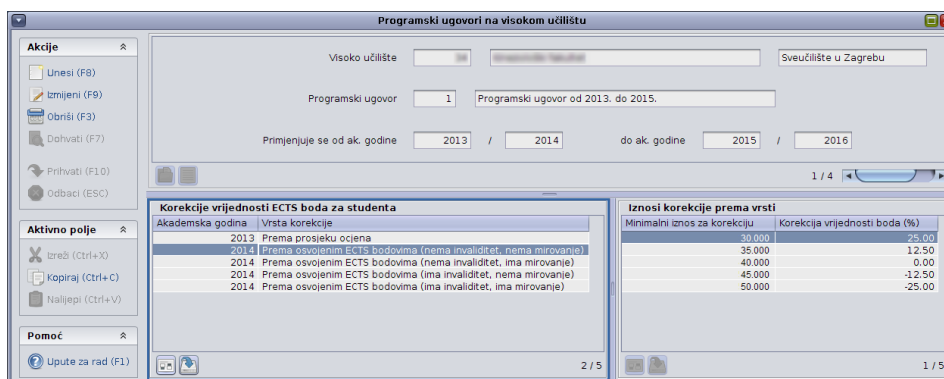 Programski ugovori na visokom učilištu
Akcije
Unesi (F8)
Izmijeni (F9)
Obriši (F3)
Dohvati (F7)
Prihvati (F10)
Odbaci (ESC)
Aktivno polje
Izreži (Ctrl+X)
Kopiraj (Ctrl+C)
Nalijepi (Ctrl+V)
Pomoć
Upute za rad (F1)
Visoko učilište Sveučilište u Zagrebu
Programski ugovor 1 Programski ugovor od 2013. do 2015.
Primjenjuje se od ak. godine 2013 / 2014 do ak. godine 2015 / 2016
1 / 4
Korekcije vrijednosti ECTS boda za studenta
Akademska godina Vrsta korekcije
2013 Prema prosjeku ocjena
2014 Prema osvojenim ECTS bodovima (nema invaliditet, nema mirovanje)
2014 Prema osvojenim ECTS bodovima (nema invaliditet, ima mirovanje)
2014 Prema osvojenim ECTS bodovima (ima invaliditet, nema mirovanje)
2014 Prema osvojenim ECTS bodovima (ima invaliditet, ima mirovanje)
2 / 5
Iznosi korekcije prema vrsti
Minimalni iznos za korekciju Korekcija vrijednosti boda (%)
30.000 25.00
35.000 12.50
40.000 0.00
45.000 -12.50
50.000 -25.00
1 / 5